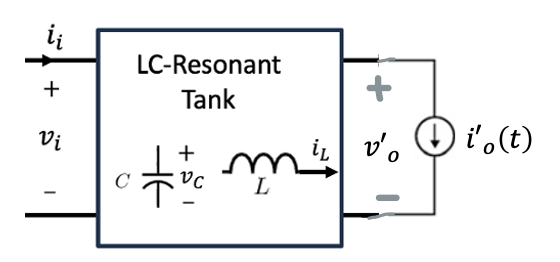 i_i
LC-Resonant
Tank
+
v_i
−
C
+
v_C
−
L
i_L
+
v'_o
−
i'_o(t)